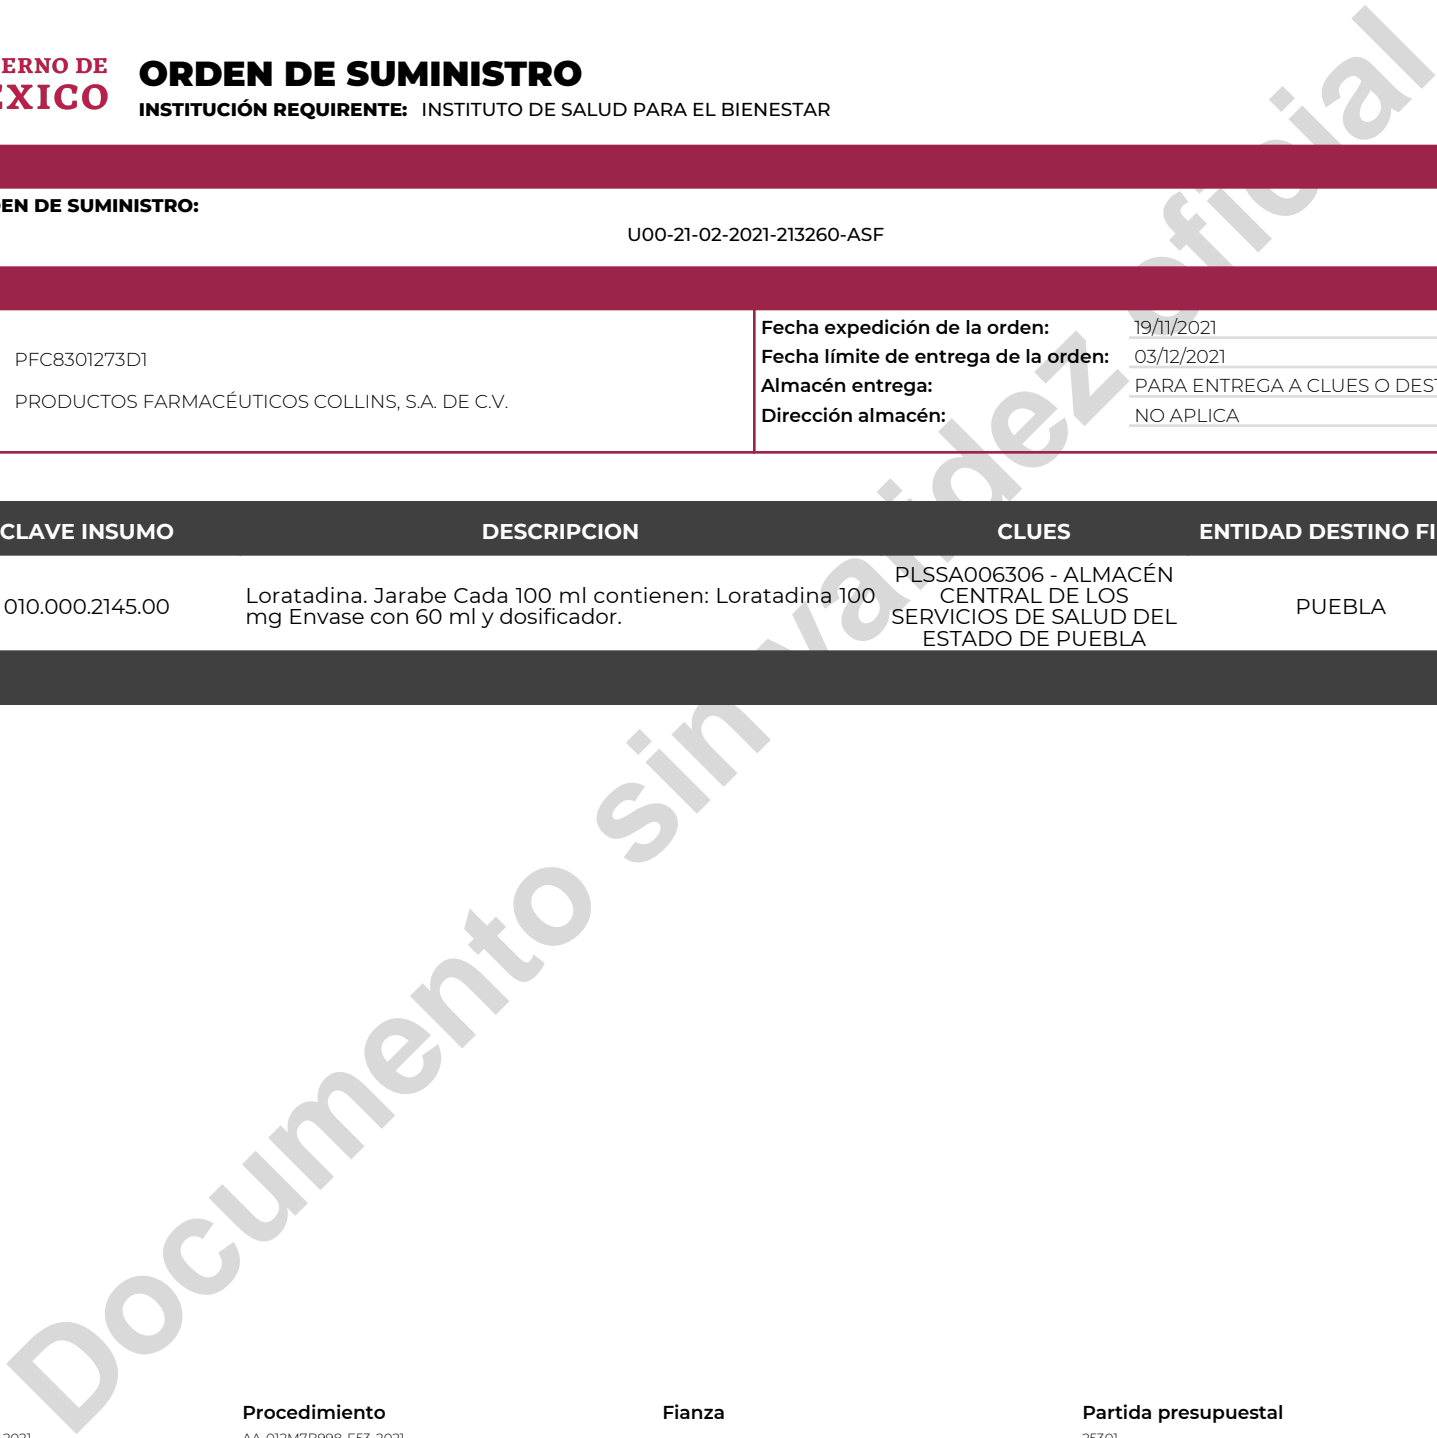 ERNO DE
ÉXICO
ORDEN DE SUMINISTRO
INSTITUCIÓN REQUIRENTE: INSTITUTO DE SALUD PARA EL BIENESTAR
EN DE SUMINISTRO:
U00-21-02-2021-213260-ASF
PFC8301273D1
PRODUCTOS FARMACÉUTICOS COLLINS, S.A. DE C.V.
Fecha expedición de la orden: 19/11/2021
Fecha límite de entrega de la orden: 03/12/2021
Almacén entrega: PARA ENTREGA A CLUES O DEST
Dirección almacén: NO APLICA
CLAVE INSUMO DESCRIPCION CLUES ENTIDAD DESTINO FI
010.000.2145.00
Loratadina. Jarabe Cada 100 ml contienen: Loratadina 100
mg Envase con 60 ml y dosificador.
PLSSA006306 - ALMACÉN
CENTRAL DE LOS
SERVICIOS DE SALUD DEL
ESTADO DE PUEBLA
PUEBLA
Documento sin validez oficial
Procedimiento Fianza Partida presupuestal